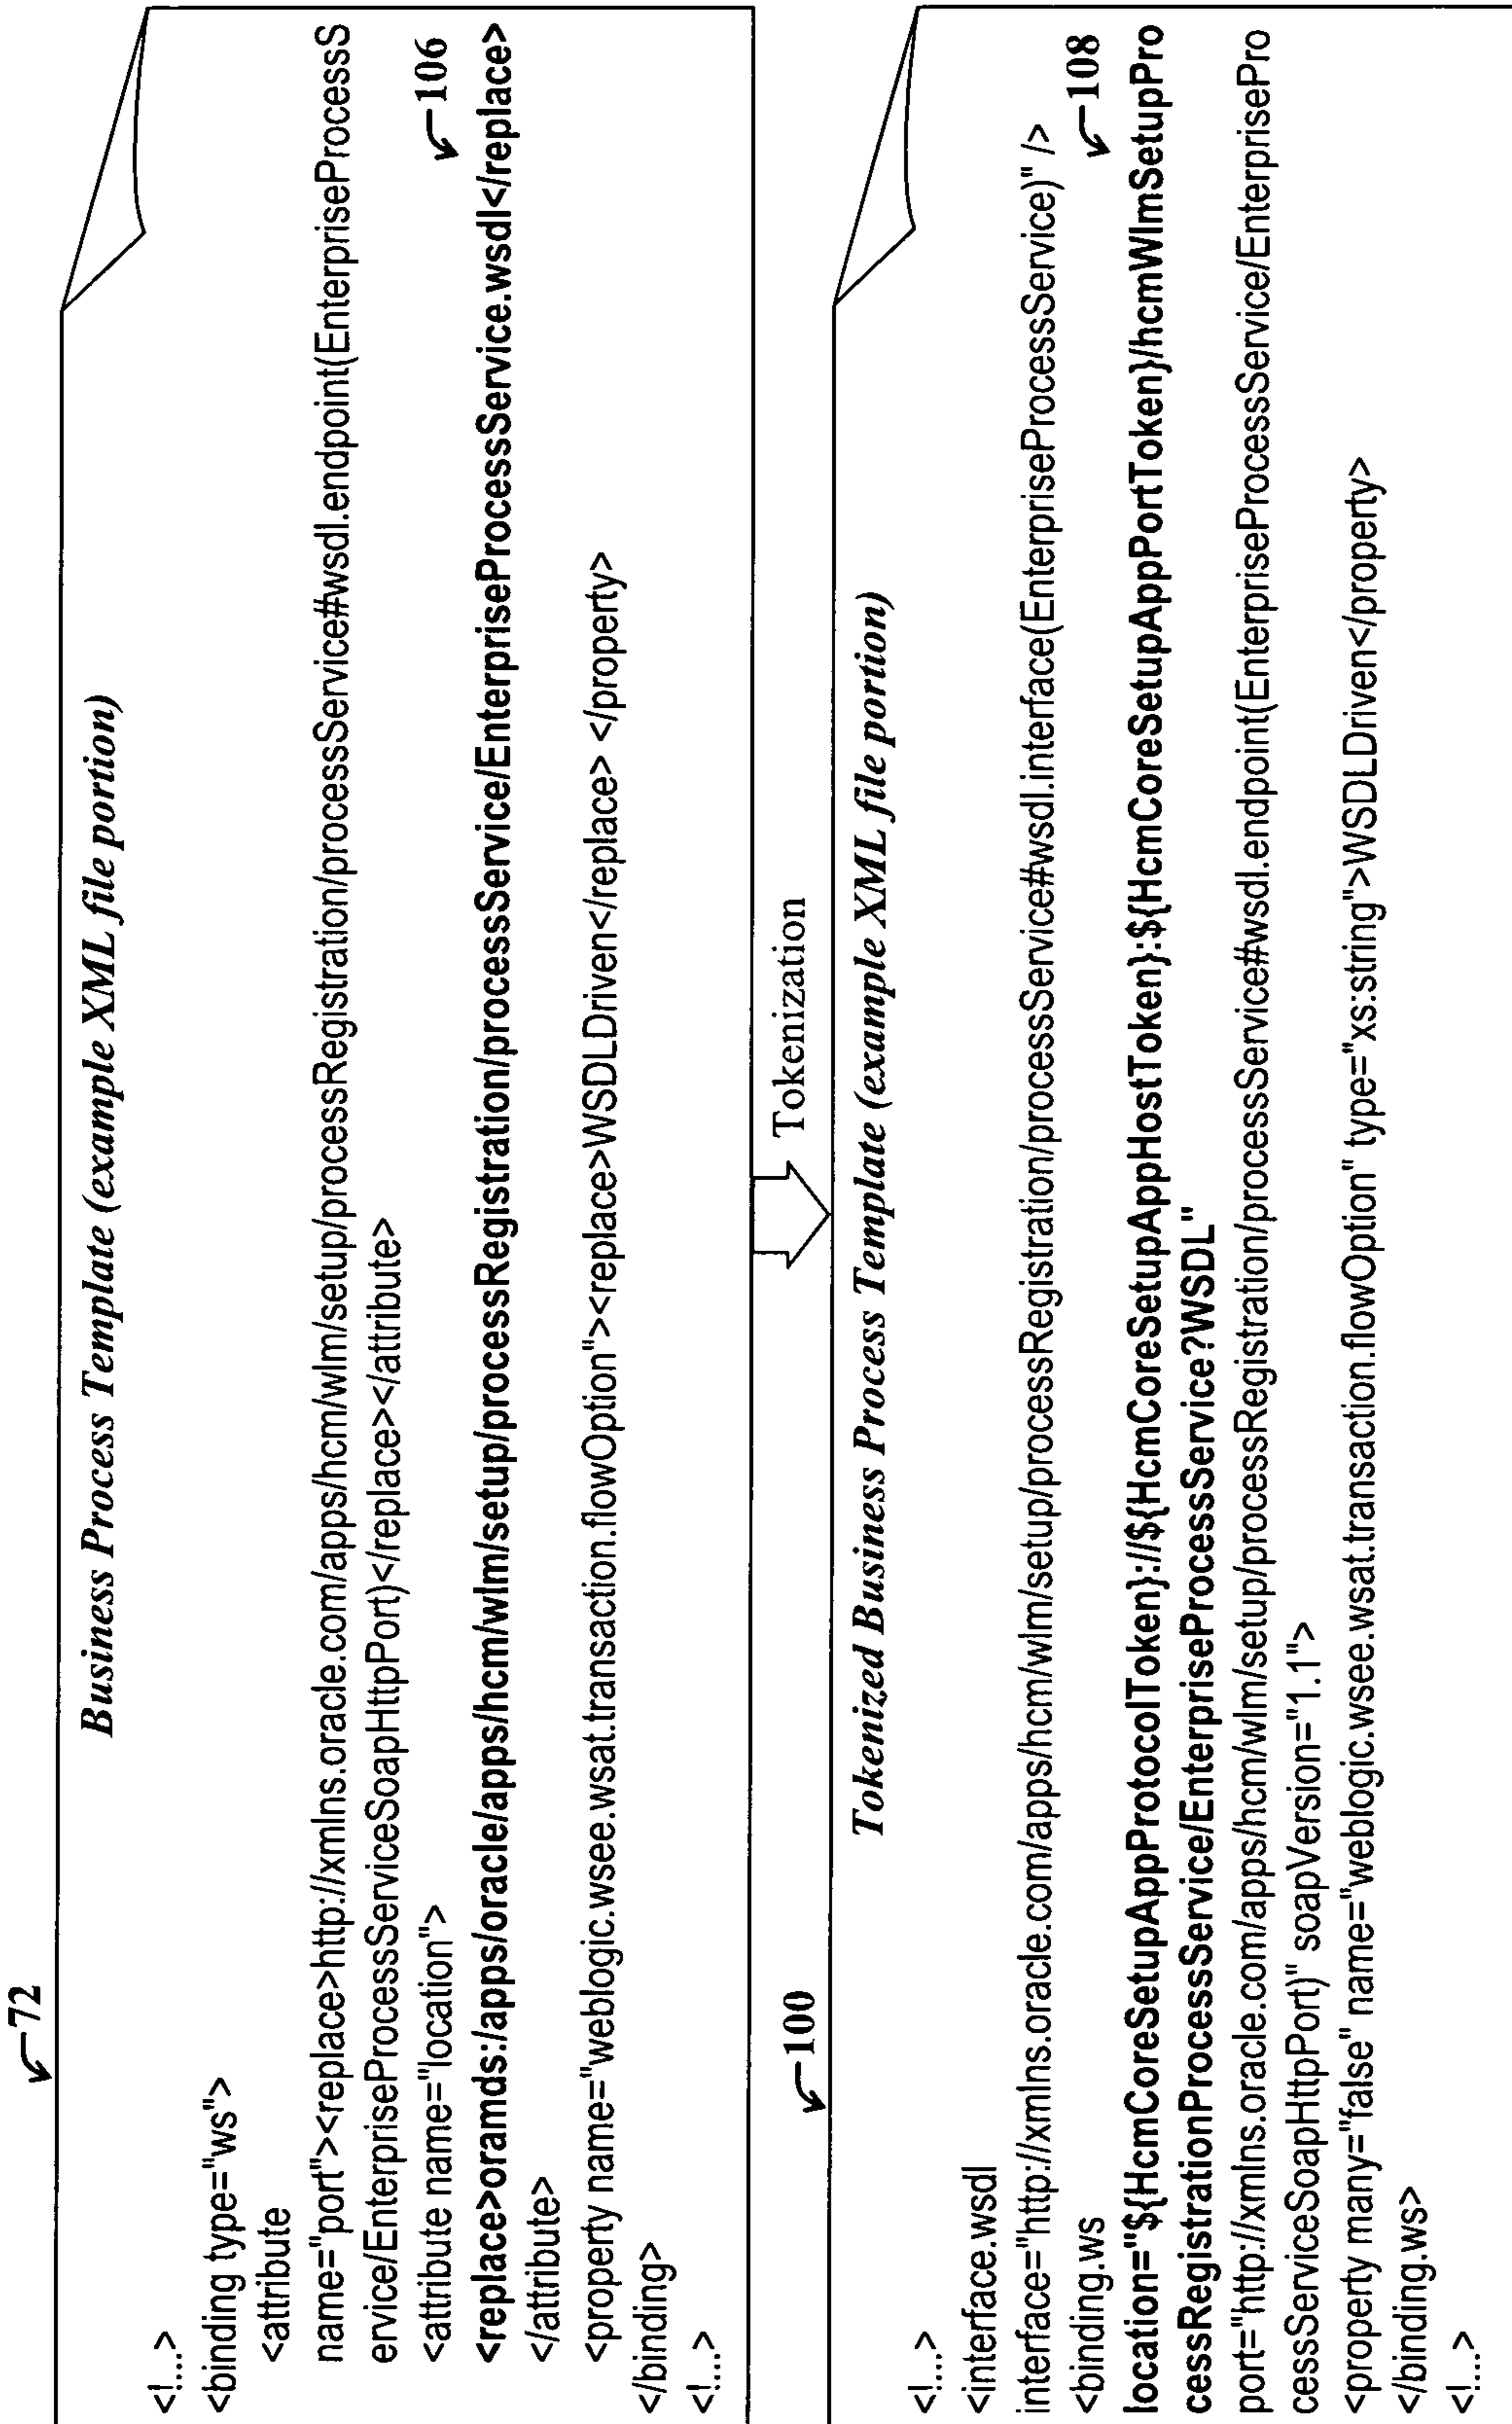 72
Business Process Template (example XML file portion)
<!...>
<binding type="ws">
<attribute
name="port"><replace>http://xmlns.oracle.com/apps/hcm/wlm/setup/processRegistration/processService#wsdl.endpoint(EnterpriseProcessS
ervice/EnterpriseProcessServiceSoapHttpPort)</replace></attribute>
<attribute name="location">
106
<replace>oramds:/apps/oracle/apps/hcm/wlm/setup/processRegistration/processService/EnterpriseProcessService.wsdl</replace>
</attribute>
<property name="weblogic.wsee.wsat.transaction.flowOption"><replace>WSDLDriven</replace> </property>
</binding>
<!...>
Tokenization
100
Tokenized Business Process Template (example XML file portion)
<!...>
<interface.wsdl
interface="http://xmlns.oracle.com/apps/hcm/wlm/setup/processRegistration/processService#wsdl.interface(EnterpriseProcessService)" />
<binding.ws
108
location="${HcmCoreSetupAppProtocolToken}://${HcmCoreSetupAppHostToken}:${HcmCoreSetupAppPortToken}/hcmWlmSetupPro
cessRegistrationProcessService/EnterpriseProcessService?WSDL"
port="http://xmlns.oracle.com/apps/hcm/wlm/setup/processRegistration/processService#wsdl.endpoint(EnterpriseProcessService/EnterprisePro
cessServiceSoapHttpPort)" soapVersion="1.1">
<property many="false" name="weblogic.wsee.wsat.transaction.flowOption" type="xs:string">WSDLDriven</property>
</binding.ws>
<!...>